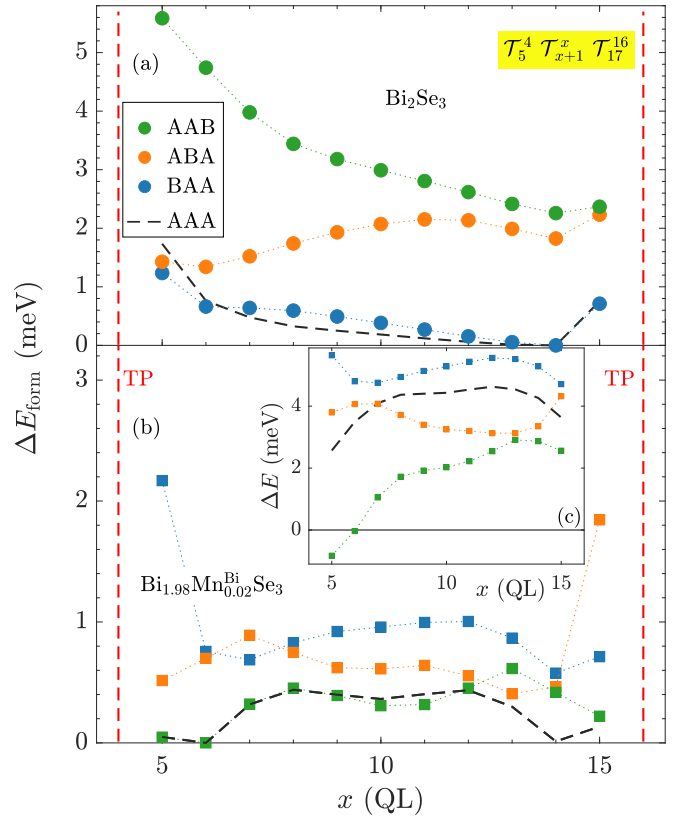 𝒯₅⁴ 𝒯ₓ₊₁ˣ 𝒯₁₇¹⁶
(a)
Bi₂Se₃
AAB
ABA
BAA
AAA
5
4
3
2
1
0
ΔE_form (meV)
TP
TP
(b)
3
2
1
0
Bi₁.₉₈Mn₀.₀₂^Bi Se₃
ΔE (meV)
4
2
0
(c)
5
10
15
x (QL)
5
10
15
x (QL)